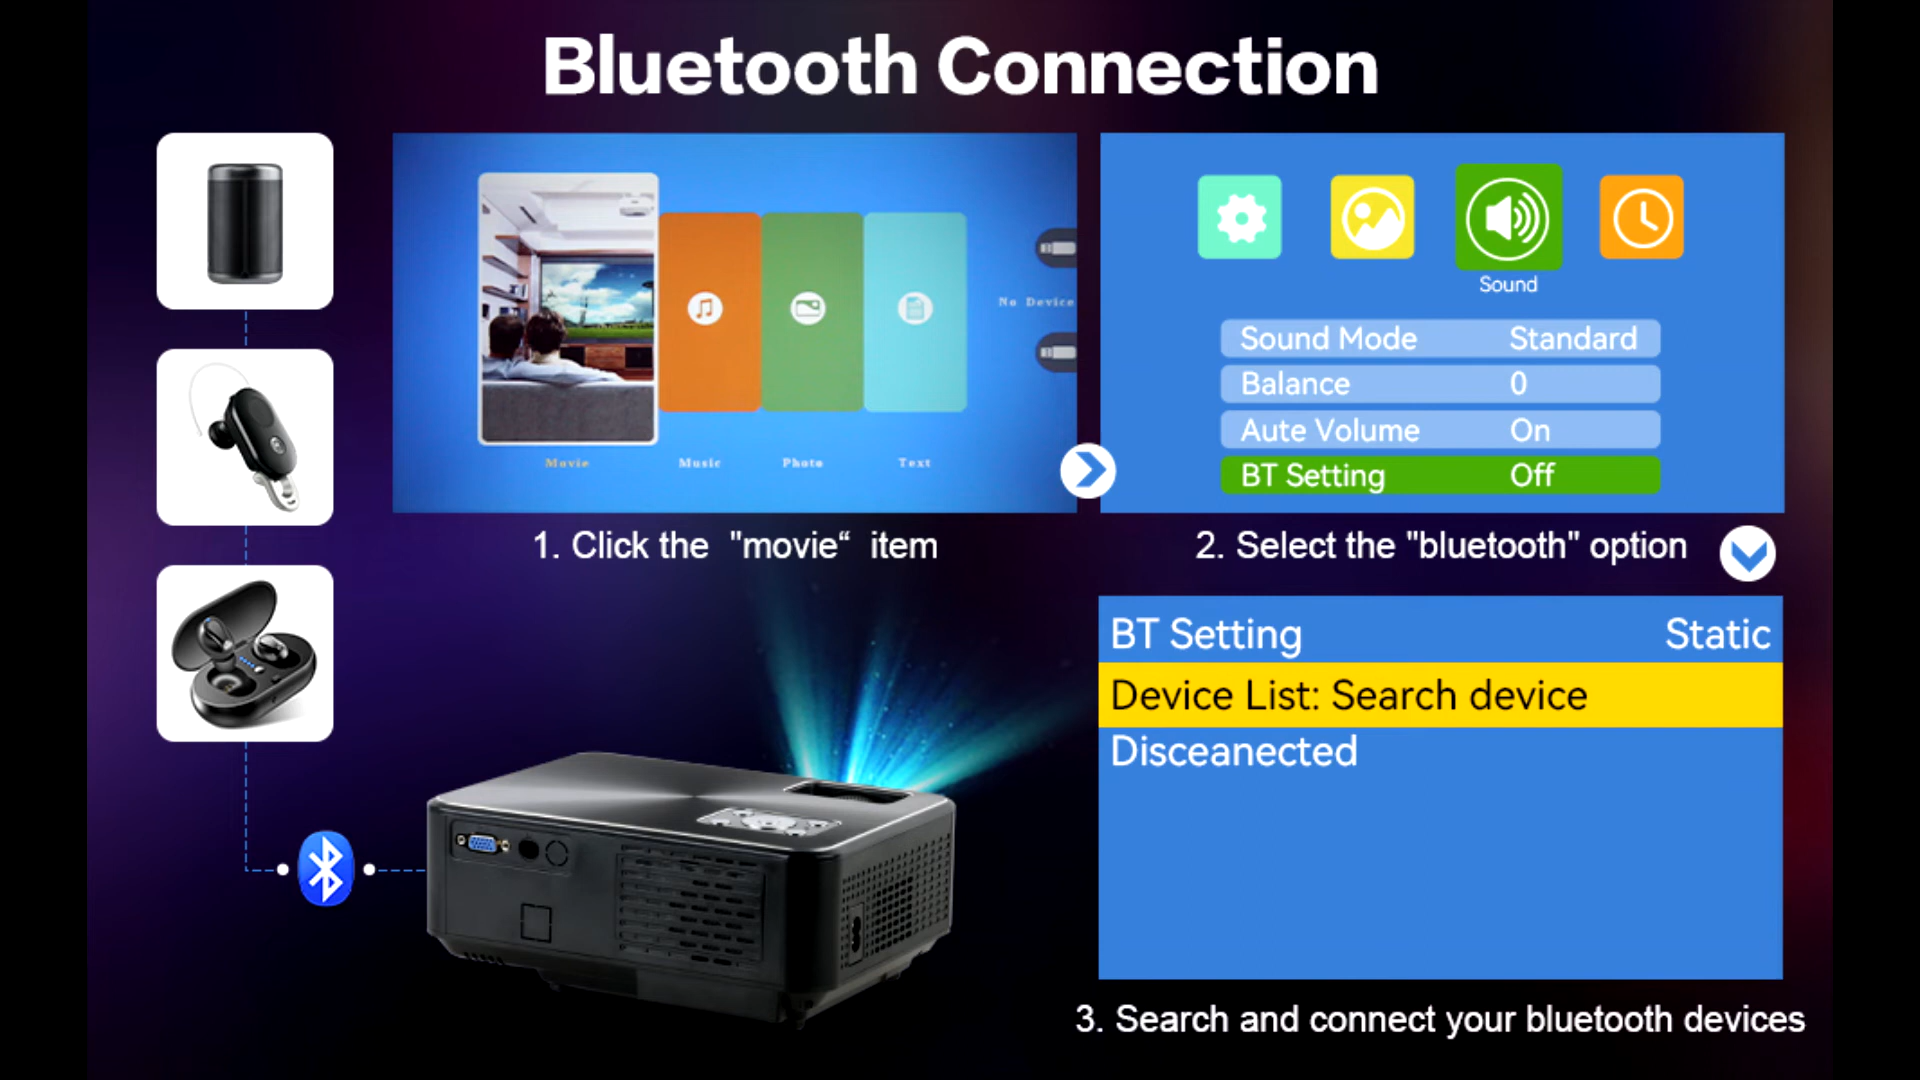 Bluetooth Connection
No Device
Movie
Music
Photo
Text
1. Click the "movie“ item
Sound
Sound Mode Standard
Balance 0
Auto Volume On
BT Setting Off
2. Select the "bluetooth" option
BT Setting Static
Device List: Search device
Disceanected
3. Search and connect your bluetooth devices